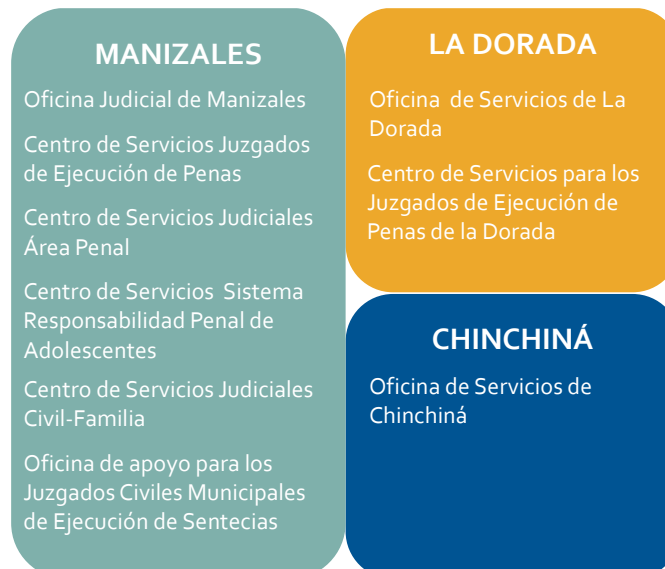 MANIZALES
Oficina Judicial de Manizales
Centro de Servicios Juzgados
de Ejecución de Penas
Centro de Servicios Judiciales
Área Penal
Centro de Servicios Sistema
Responsabilidad Penal de
Adolescentes
Centro de Servicios Judiciales
Civil-Familia
Oficina de apoyo para los
Juzgados Civiles Municipales
de Ejecución de Sentecias
LA DORADA
Oficina de Servicios de La
Dorada
Centro de Servicios para los
Juzgados de Ejecución de
Penas de la Dorada
CHINCHINÁ
Oficina de Servicios de
Chinchiná